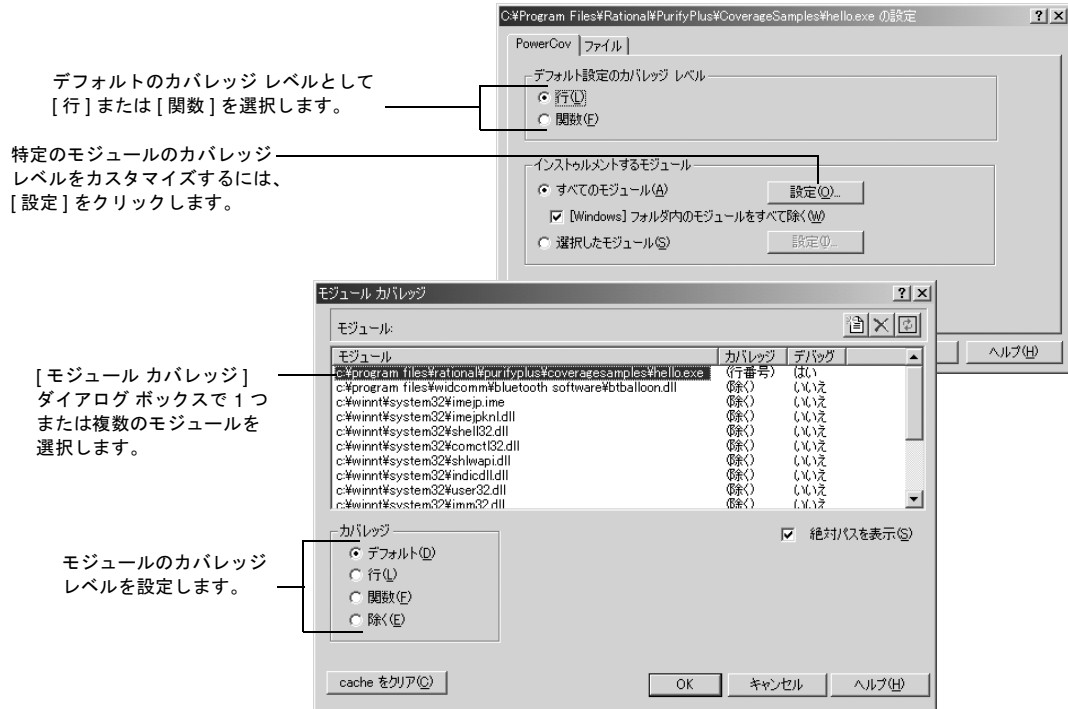 C:¥Program Files¥Rational¥PurifyPlus¥CoverageSamples¥hello.exe の設定
PowerCov
ファイル
デフォルト設定のカバレッジ レベル
行(L)
関数(F)
インストゥルメントするモジュール
すべてのモジュール(A)
設定(O)...
[Windows] フォルダ内のモジュールをすべて除く(W)
選択したモジュール(S)
設定(I)...
ヘルプ(H)
デフォルトのカバレッジ レベルとして
[ 行 ] または [ 関数 ] を選択します。
特定のモジュールのカバレッジ
レベルをカスタマイズするには、
[ 設定 ] をクリックします。
モジュール カバレッジ
モジュール:
モジュール カバレッジ デバッグ
c:¥program files¥rational¥purifyplus¥coveragesamples¥hello.exe (行番号) はい
c:¥program files¥widcomm¥bluetooth software¥btballoon.dll (除く) いいえ
c:¥winnt¥system32¥imejp.ime (除く) いいえ
c:¥winnt¥system32¥imejpknl.dll (除く) いいえ
c:¥winnt¥system32¥shell32.dll (除く) いいえ
c:¥winnt¥system32¥comctl32.dll (除く) いいえ
c:¥winnt¥system32¥shlwapi.dll (除く) いいえ
c:¥winnt¥system32¥indicdll.dll (除く) いいえ
c:¥winnt¥system32¥user32.dll (除く) いいえ
c:¥winnt¥system32¥imm32.dll (除く) いいえ
[ モジュール カバレッジ ]
ダイアログ ボックスで 1 つ
または複数のモジュールを
選択します。
カバレッジ
デフォルト(D)
行(L)
関数(F)
除く(E)
絶対パスを表示(S)
モジュールのカバレッジ
レベルを設定します。
cache をクリア(C)
OK
キャンセル
ヘルプ(H)